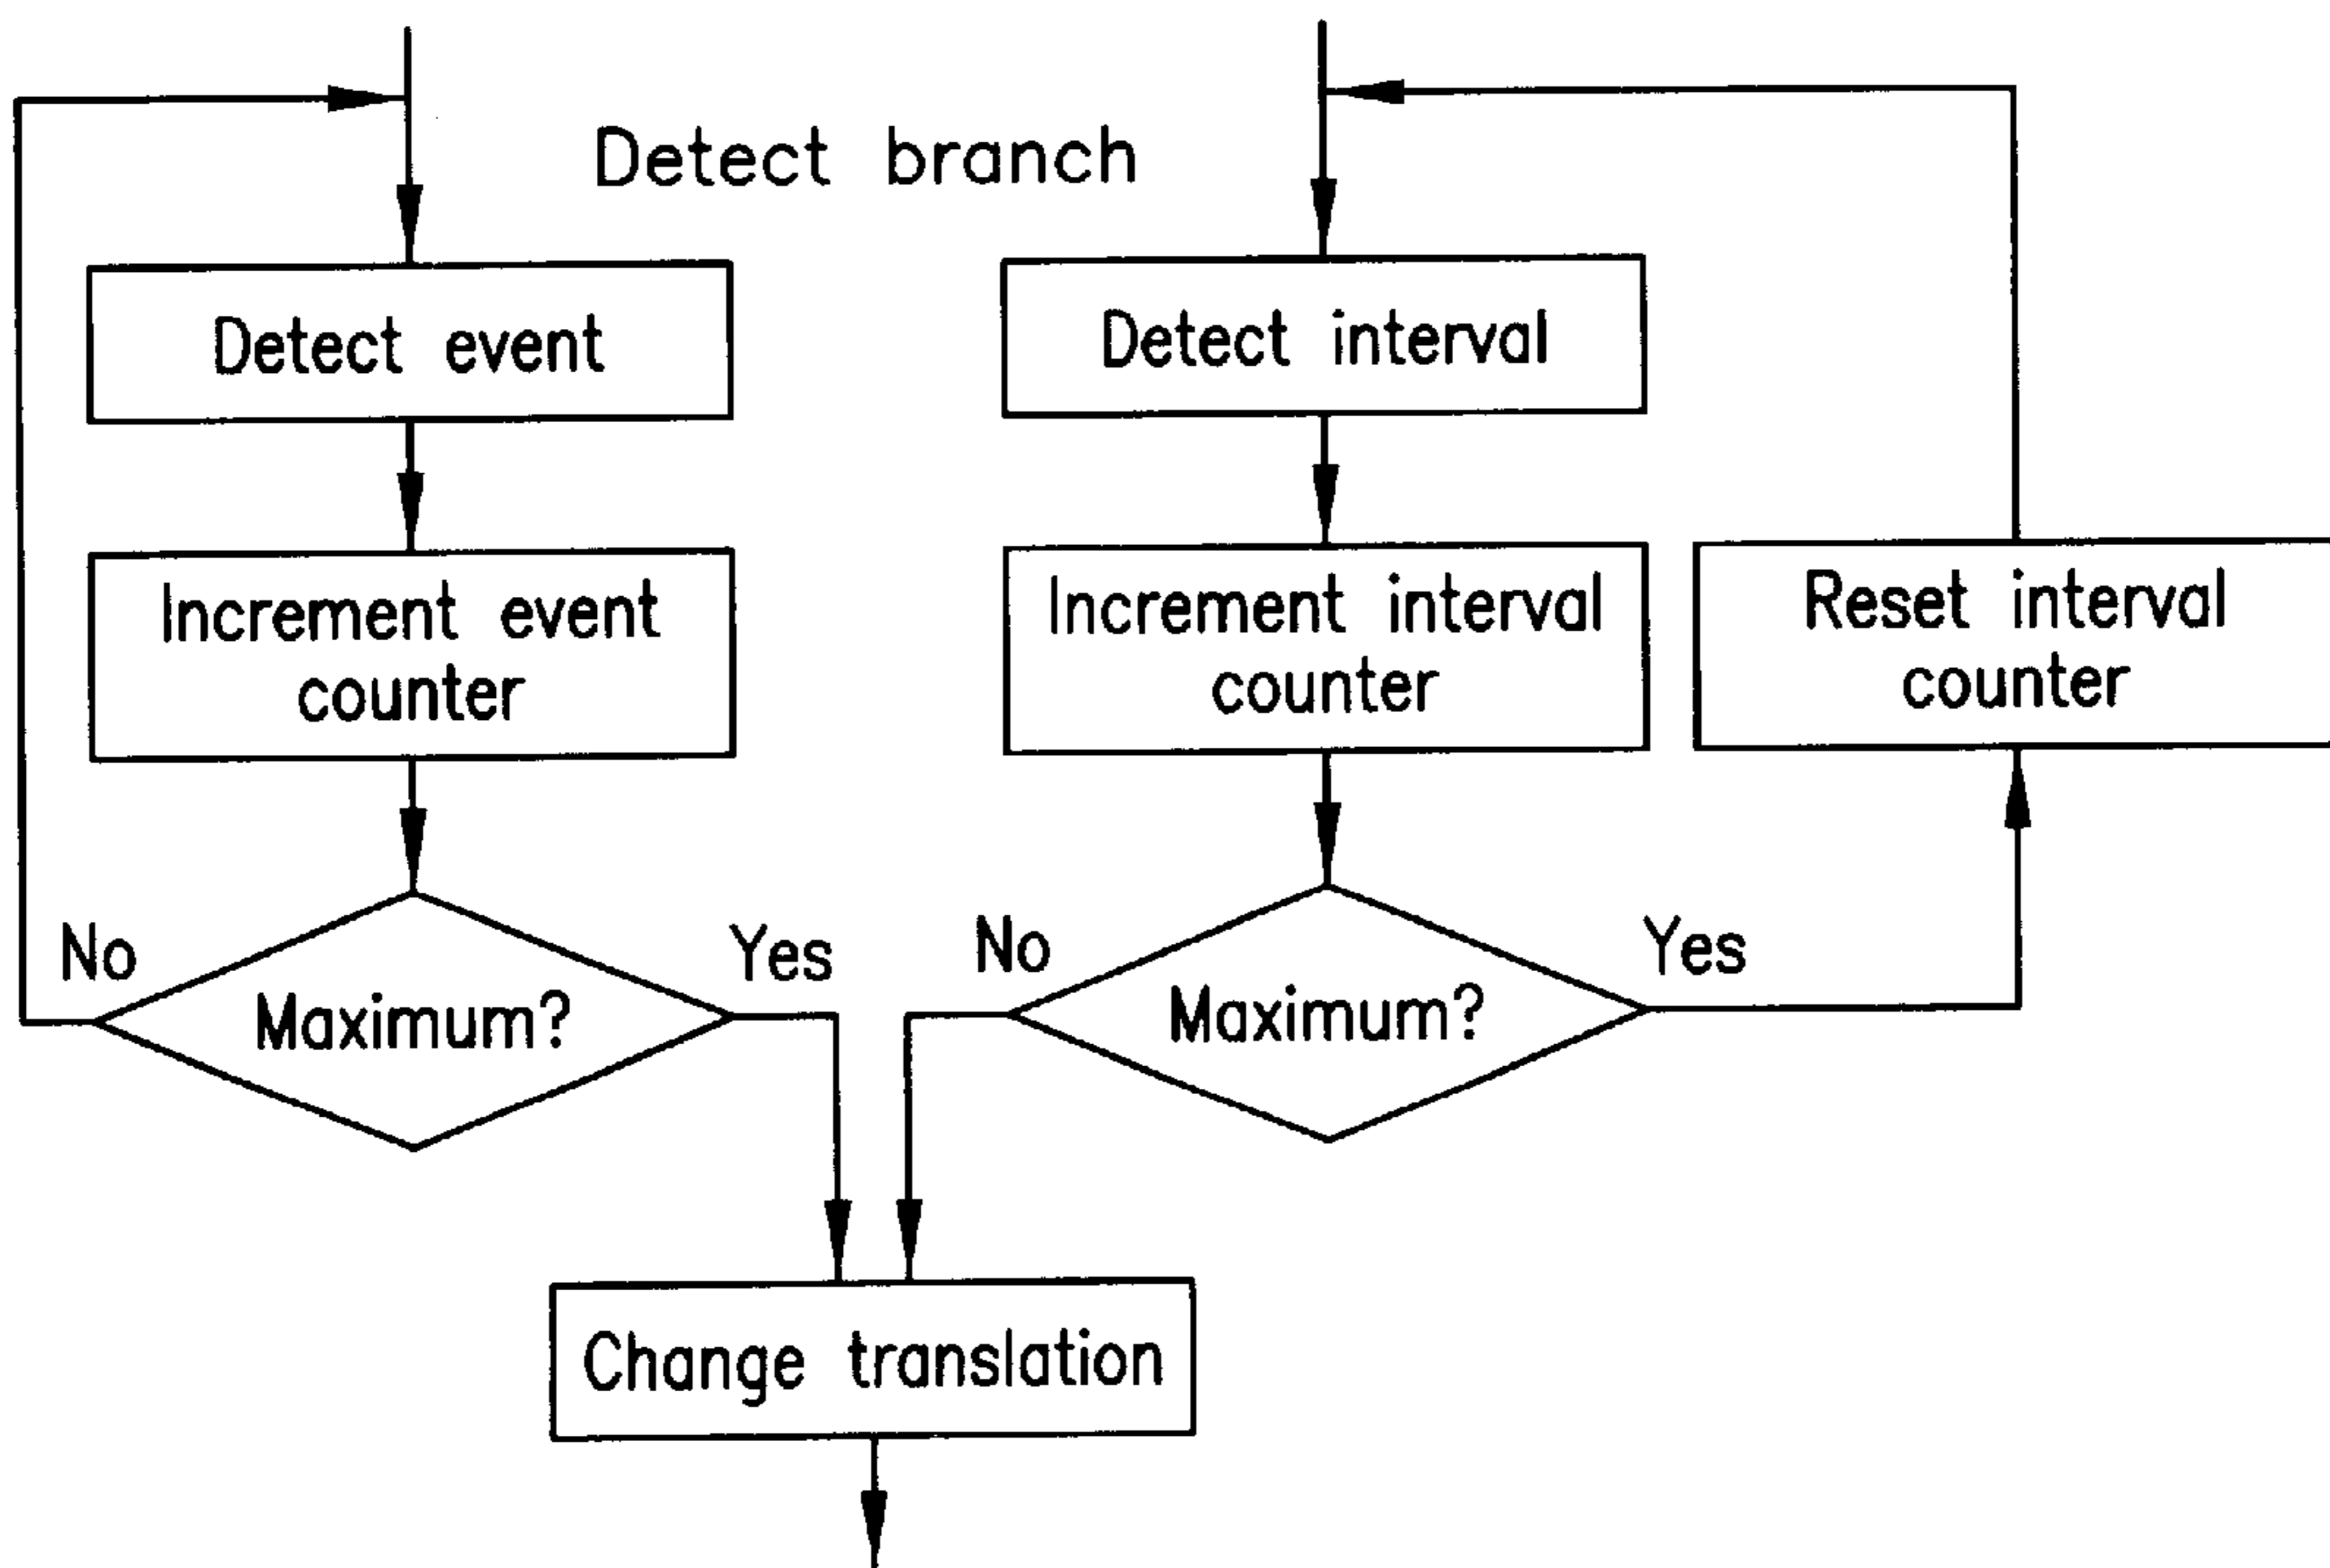 Detect branch
Detect event
Detect interval
Increment event
counter
Increment interval
counter
Reset interval
counter
No
Maximum?
Yes
No
Maximum?
Yes
Change translation